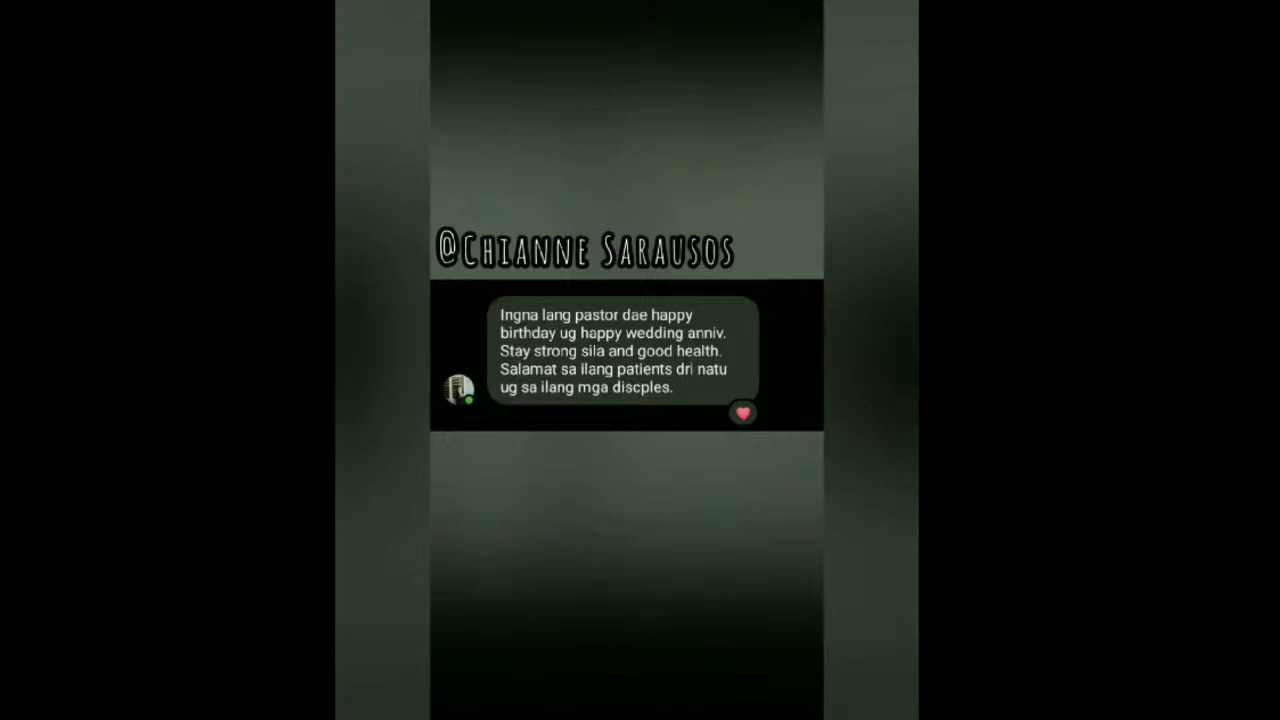 @Chianne Sarausos
Ingna lang pastor dae happy
birthday ug happy wedding anniv.
Stay strong sila and good health.
Salamat sa ilang patients dri natu
ug sa ilang mga discples.